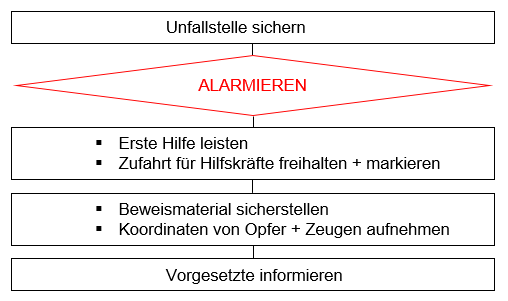 Unfallstelle sichern
ALARMIEREN
▪ Erste Hilfe leisten
▪ Zufahrt für Hilfskräfte freihalten + markieren
▪ Beweismaterial sicherstellen
▪ Koordinaten von Opfer + Zeugen aufnehmen
Vorgesetzte informieren